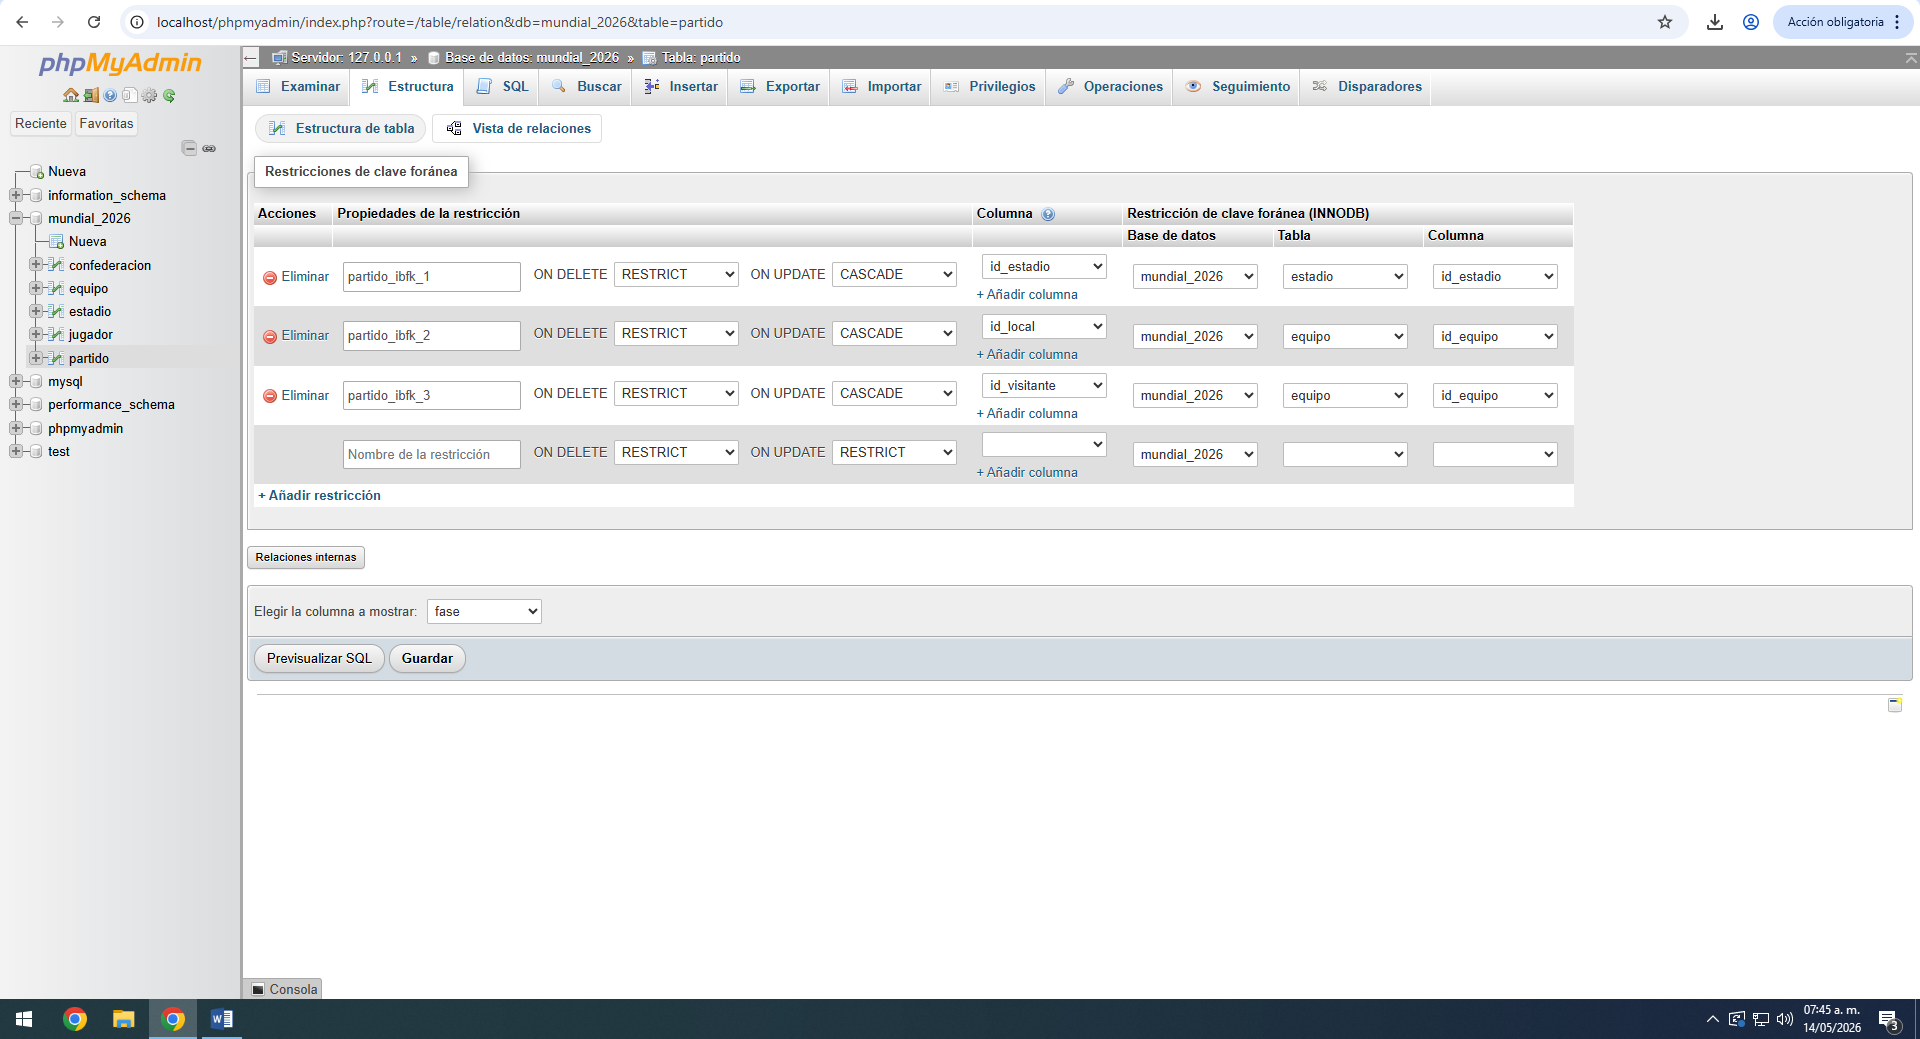 localhost/phpmyadmin/index.php?route=/table/relation&db=mundial_2026&table=partido
Acción obligatoria
phpMyAdmin
Reciente Favoritas
Nueva
information_schema
mundial_2026
Nueva
confederacion
equipo
estadio
jugador
partido
mysql
performance_schema
phpmyadmin
test
Servidor: 127.0.0.1 » Base de datos: mundial_2026 » Tabla: partido
Examinar Estructura SQL Buscar Insertar Exportar Importar Privilegios Operaciones Seguimiento Disparadores
Estructura de tabla Vista de relaciones
Restricciones de clave foránea
Acciones Propiedades de la restricción Columna Restricción de clave foránea (INNODB)
Base de datos Tabla Columna
Eliminar partido_ibfk_1 ON DELETE RESTRICT ON UPDATE CASCADE id_estadio mundial_2026 estadio id_estadio
+ Añadir columna
Eliminar partido_ibfk_2 ON DELETE RESTRICT ON UPDATE CASCADE id_local mundial_2026 equipo id_equipo
+ Añadir columna
Eliminar partido_ibfk_3 ON DELETE RESTRICT ON UPDATE CASCADE id_visitante mundial_2026 equipo id_equipo
+ Añadir columna
Nombre de la restricción ON DELETE RESTRICT ON UPDATE RESTRICT mundial_2026
+ Añadir columna
+ Añadir restricción
Relaciones internas
Elegir la columna a mostrar: fase
Previsualizar SQL Guardar
Consola
07:45 a. m.
14/05/2026
3